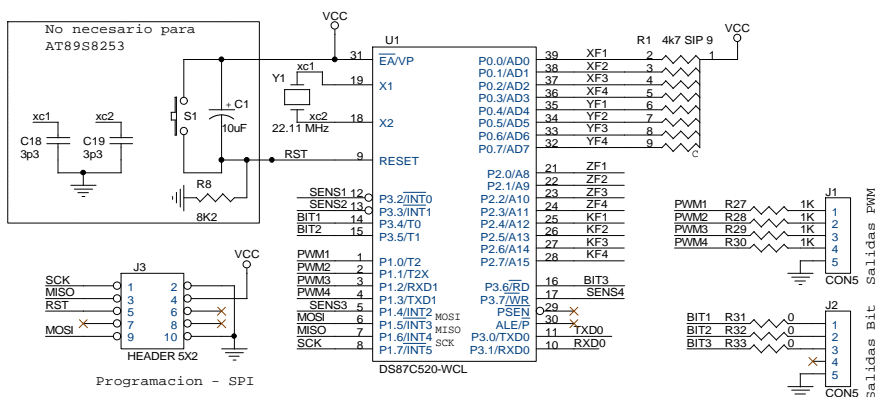 No necesario para
AT89S8253
VCC
U1
VCC
R1 4k7 SIP 9
xc1
xc2
C18
3p3
C19
3p3
S1
C1
+
10uF
R8
8K2
Y1
xc1
xc2
22.11 MHz
RST
31 EA/VP
19 X1
18 X2
9 RESET
SENS1 12 P3.2/INT0
SENS2 13 P3.3/INT1
BIT1 14 P3.4/T0
BIT2 15 P3.5/T1
PWM1 1 P1.0/T2
PWM2 2 P1.1/T2X
PWM3 3 P1.2/RXD1
PWM4 4 P1.3/TXD1
SENS3 5 P1.4/INT2 MOSI
MOSI 6 P1.5/INT3 MISO
MISO 7 P1.6/INT4 SCK
SCK 8 P1.7/INT5
P0.0/AD0 39 XF1 2 1
P0.1/AD1 38 XF2 3
P0.2/AD2 37 XF3 4
P0.3/AD3 36 XF4 5
P0.4/AD4 35 YF1 6
P0.5/AD5 34 YF2 7
P0.6/AD6 33 YF3 8
P0.7/AD7 32 YF4 9
C
P2.0/A8 21 ZF1
P2.1/A9 22 ZF2
P2.2/A10 23 ZF3
P2.3/A11 24 ZF4
P2.4/A12 25 KF1
P2.5/A13 26 KF2
P2.6/A14 27 KF3
P2.7/A15 28 KF4
P3.6/RD 16 BIT3
P3.7/WR 17 SENS4
PSEN 29
ALE/P 30
P3.0/TXD0 11 TXD0
P3.1/RXD0 10 RXD0
DS87C520-WCL
VCC
J3
SCK 1 2
MISO 3 4
RST 5 6
7 8
MOSI 9 10
HEADER 5X2
Programacion - SPI
J1
PWM1 R27 1K 1
PWM2 R28 1K 2
PWM3 R29 1K 3
PWM4 R30 1K 4
5
CON5
Salidas PWM
J2
BIT1 R31 0 1
BIT2 R32 0 2
BIT3 R33 0 3
4
5
CON5
Salidas Bit